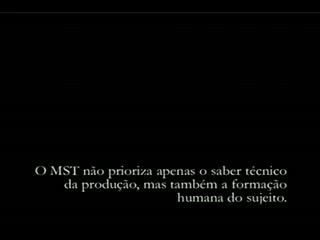 O MST não prioriza apenas o saber técnico
da produção, mas também a formação
humana do sujeito.